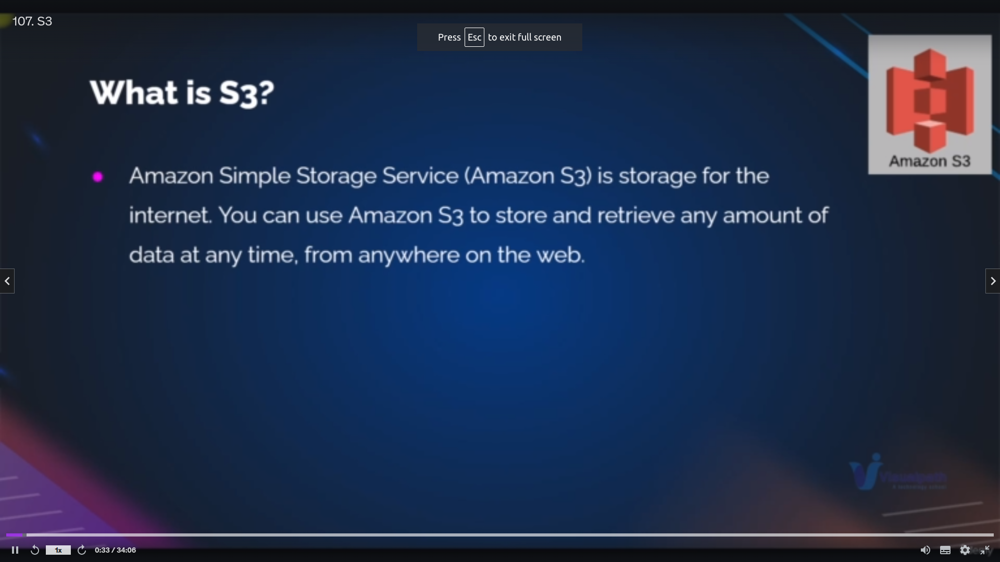 107. S3
Press Esc to exit full screen
What is S3?
Amazon S3
Amazon Simple Storage Service (Amazon S3) is storage for the
internet. You can use Amazon S3 to store and retrieve any amount of
data at any time, from anywhere on the web.
Visualpath
1x
0:33 / 34:06